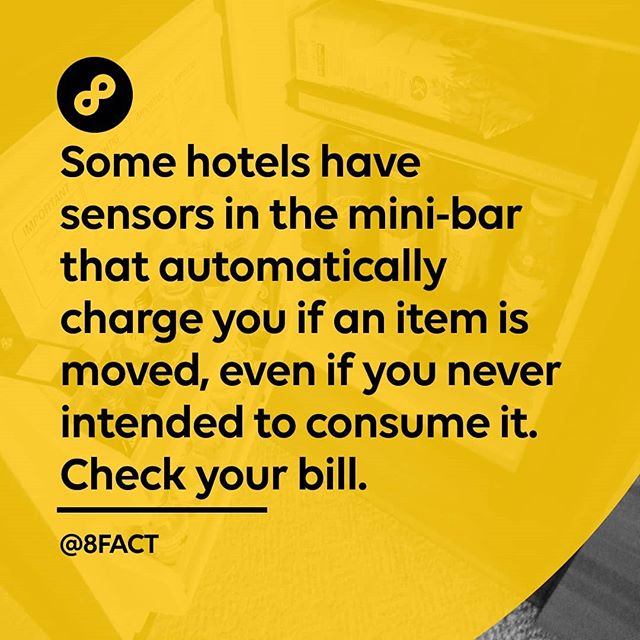 Some hotels have
sensors in the mini-bar
that automatically
charge you if an item is
moved, even if you never
intended to consume it.
Check your bill.
@8FACT
IMPORTANT